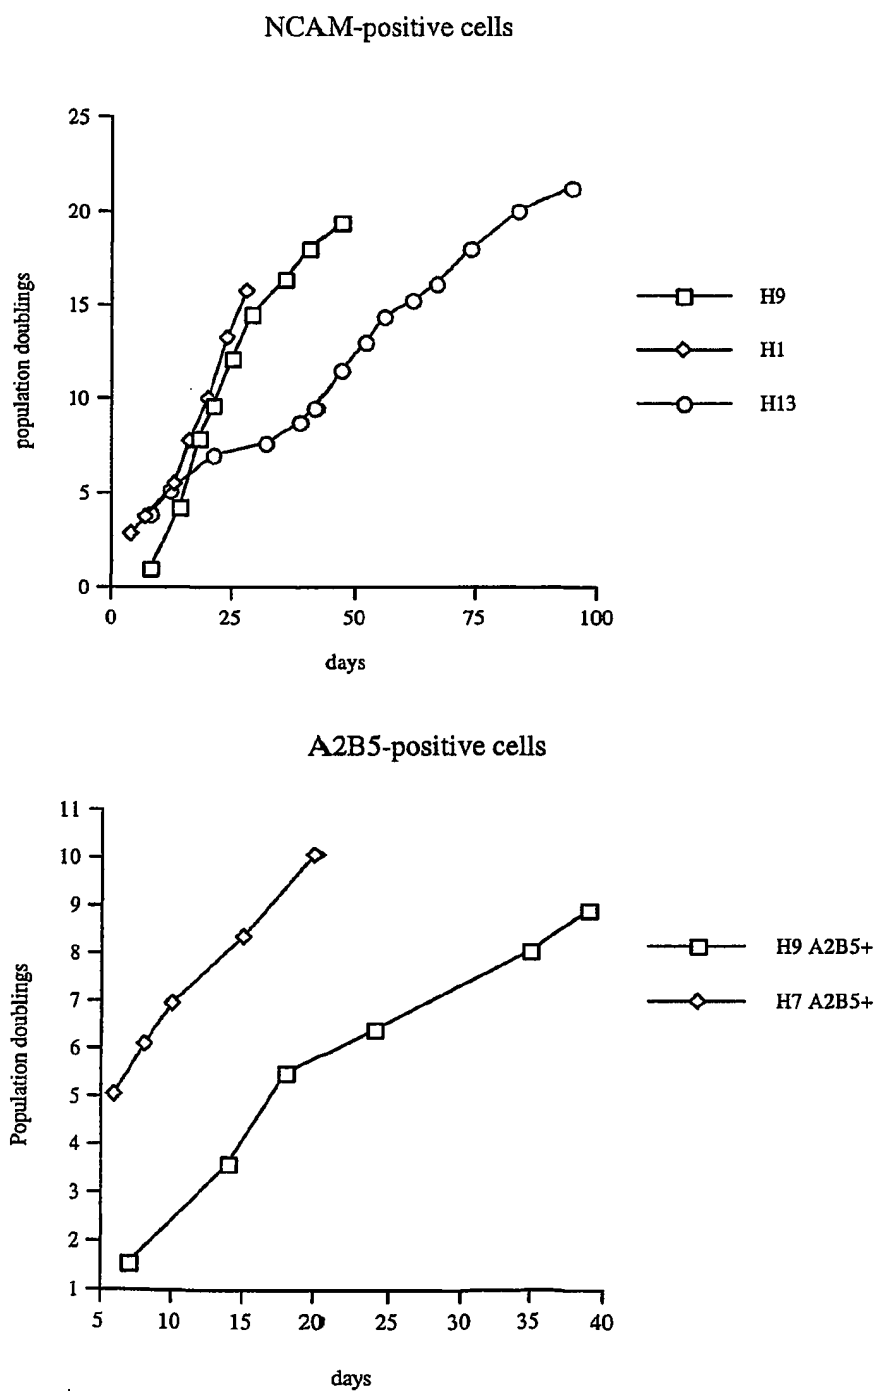 NCAM-positive cells
25
20
15
10
5
0
population doublings
0 25 50 75 100
days
H9
H1
H13
A2B5-positive cells
11
10
9
8
7
6
5
4
3
2
1
Population doublings
5 10 15 20 25 30 35 40
days
H9 A2B5+
H7 A2B5+